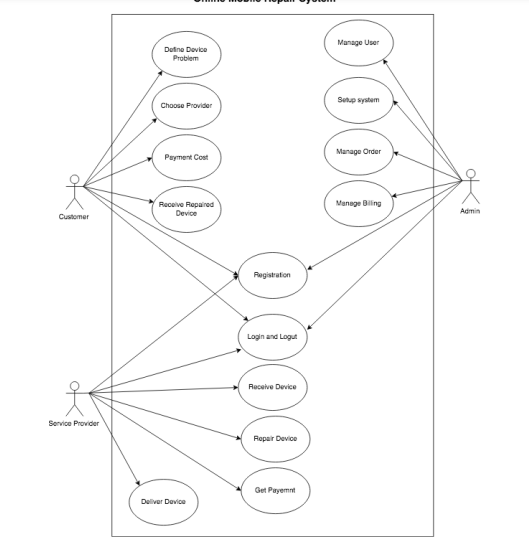 Online Mobile Repair System
Define Device
Problem
Manage User
Choose Provider
Setup system
Payment Cost
Manage Order
Receive Repaired
Device
Manage Billing
Customer
Admin
Registration
Login and Logut
Receive Device
Service Provider
Repair Device
Get Payemnt
Deliver Device